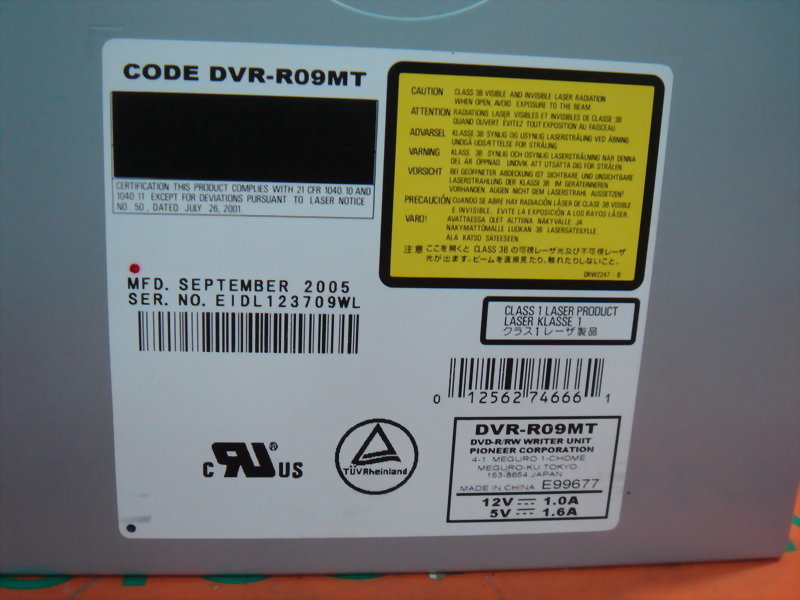 CODE DVR-R09MT
CERTIFICATION-THIS PRODUCT COMPLIES WITH 21 CFR 1040.10 AND
1040.11 EXCEPT FOR DEVIATIONS PURSUANT TO LASER NOTICE
NO 50, DATED JULY 26, 2001.
MFD. SEPTEMBER 2005
SER. NO. EIDL123709WL
CAUTION CLASS 3B VISIBLE AND INVISIBLE LASER RADIATION
WHEN OPEN, AVOID EXPOSURE TO THE BEAM.
ATTENTION RADIATIONS LASER VISIBLES ET INVISIBLES DE CLASSE 3B
QUAND OUVERT. ÉVITEZ TOUT EXPOSITION AU FAISCEAU.
ADVARSEL KLASSE 3B SYNLIG OG USYNLIG LASERSTRÅLING VED ÅBNING
UNDGÅ UDSÆTTELSE FOR STRÅLING.
VARNING KLASS 3B SYNLIG OCH OSYNLIG LASERSTRÅLNING NÄR DENNA
DEL ÄR ÖPPNAD UNDVIK ATT UTSÄTTA DIG FÖR STRÅLEN.
VORSICHT BEI GEÖFFNETER ABDECKUNG IST SICHTBARE UND UNSICHTBARE
LASERSTRAHLUNG DER KLASSE 3B IM GERÄTEINNEREN
VORHANDEN. AUGEN NICHT DEM LASERSTRAHL AUSSETZEN!
PRECAUCIÓN CUANDO SE ABRE HAY RADIACIÓN LÁSER DE CLASE 3B VISIBLE
E INVISIBLE. EVITE LA EXPOSICIÓN A LOS RAYOS LÁSER.
VARO! AVATTAESSA OLET ALTTIINA NÄKYVÄLLE JA
NÄKYMÄTTÖMALLE LUOKAN 3B LASERSÄTEILYLLE.
ÄLÄ KATSO SÄTEESEEN.
注意 ここを開くと CLASS 3B の可視レーザ光及び不可視レーザ
光が出ます。ビームを直接見たり、触れたりしないこと。
DRW2247 - B
CLASS 1 LASER PRODUCT
LASER KLASSE 1
クラス1 レーザ製品
0 12562 74666 1
c RU ® US
TÜVRheinland
DVR-R09MT
DVD-R/RW WRITER UNIT
PIONEER CORPORATION
4-1 MEGURO 1-CHOME
MEGURO-KU TOKYO
153-8654 JAPAN
MADE IN CHINA E99677
12V ⎓ 1.0A
5V ⎓ 1.6A